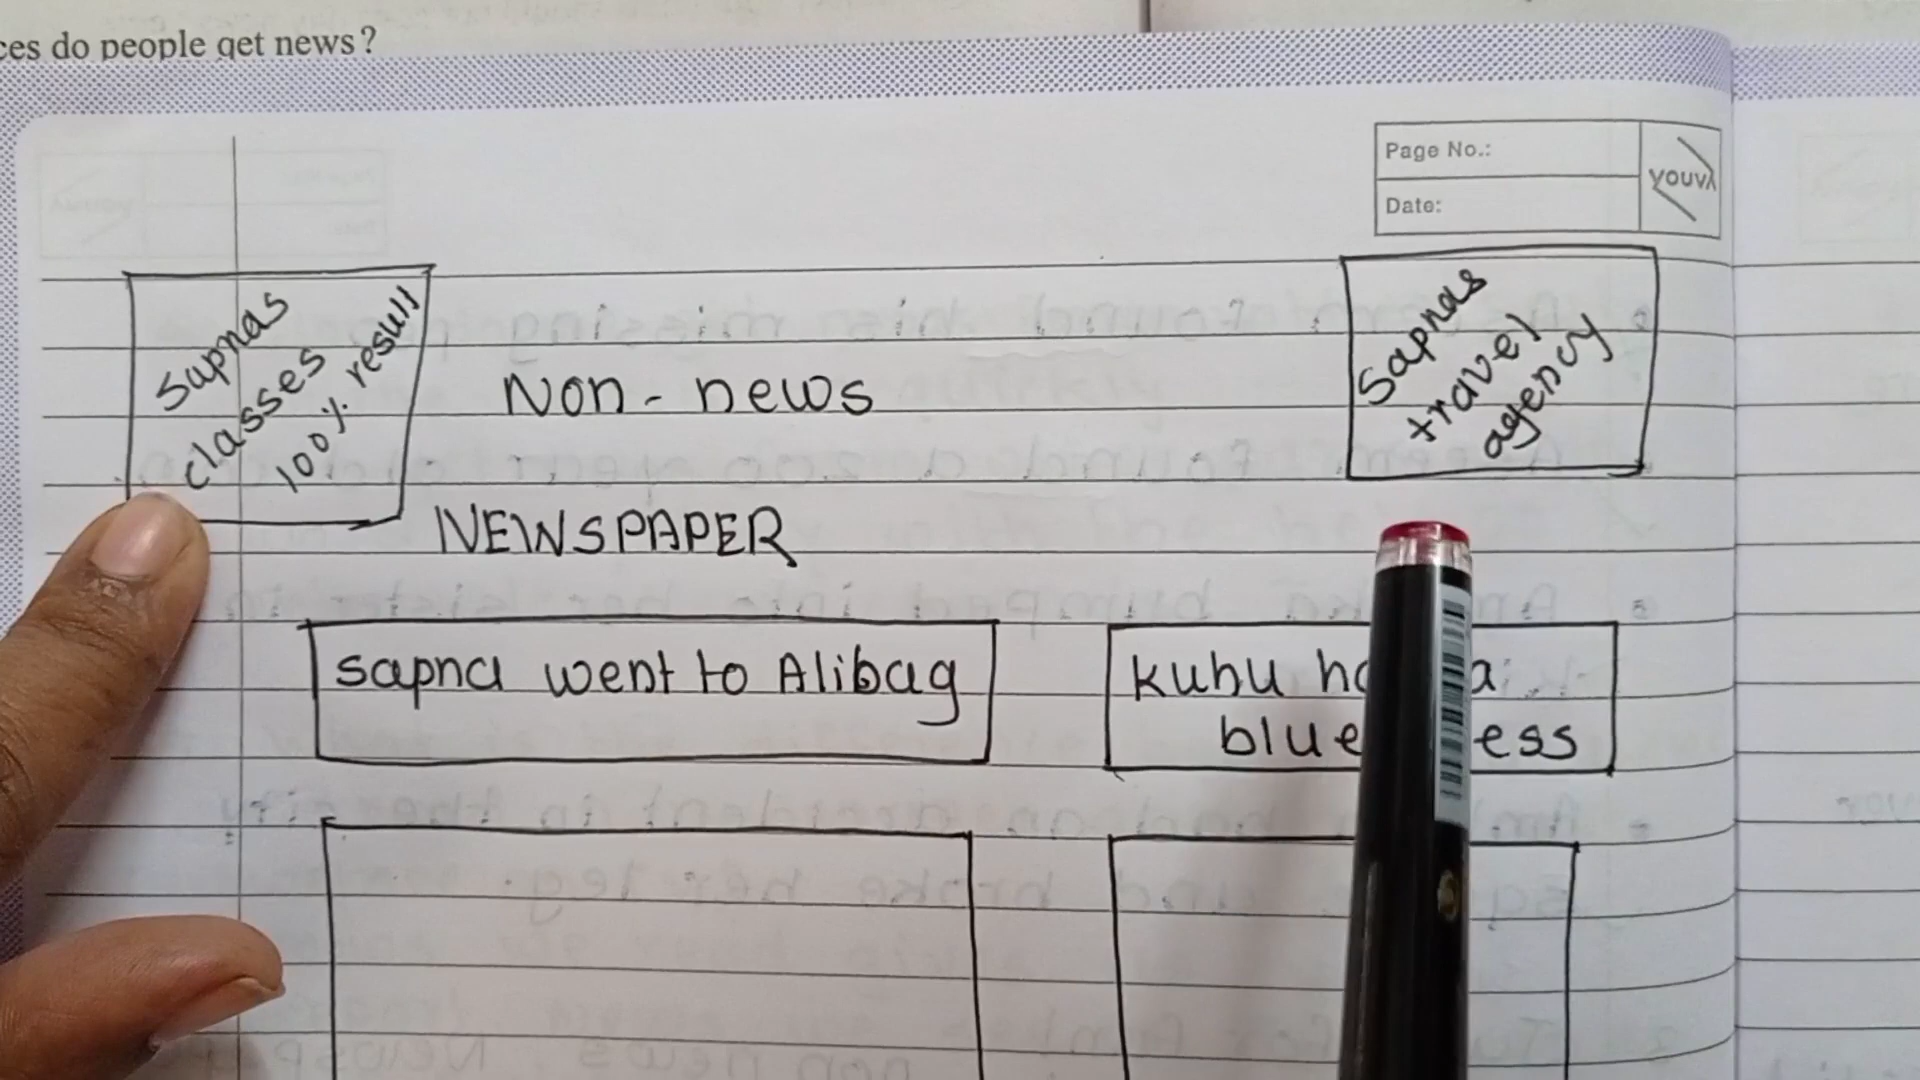 ces do people get news?
Page No.:
Date:
YOUVA
Sapnas
classes
100% result
Non-news
Sapnas
travel
agency
NEWSPAPER
sapna went to Alibag
kuhu a
blue ess